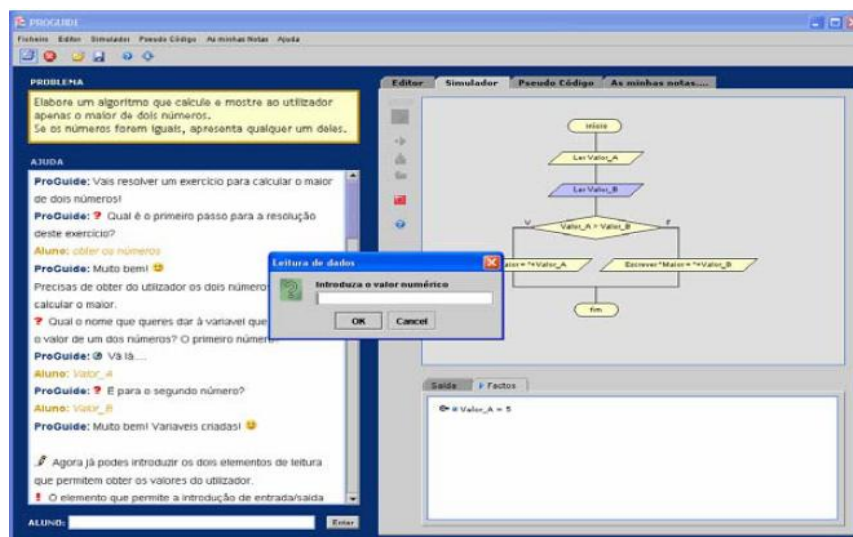 PROGUIDE
Ficheiro Editor Simulador Pseudo Código As minhas Notas Ajuda
PROBLEMA
Elabore um algoritmo que calcule e mostre ao utilizador
apenas o maior de dois números.
Se os números forem iguais, apresenta qualquer um deles.
AJUDA
ProGuide: Vais resolver um exercício para calcular o maior
de dois números!
ProGuide: ? Qual é o primeiro passo para a resolução
deste exercício?
Aluno: obter os números
ProGuide: Muito bem!
Precisas de obter do utilizador os dois números
calcular o maior.
? Qual o nome que queres dar à variavel que
o valor de um dos números? O primeiro número
ProGuide: Vá lá....
Aluno: Valor_A
ProGuide: ? E para o segundo número?
Aluno: Valor_B
ProGuide: Muito bem! Variaveis criadas!
Agora já podes introduzir os dois elementos de leitura
que permitem obter os valores do utilizador.
! O elemento que permite a introdução de entrada/saída
ALUNO:
Enviar
Editor Simulador Pseudo Código As minhas notas....
início
Ler Valor_A
Ler Valor_B
Valor_A > Valor_B
V F
aior = "+Valor_A
Escrever "Maior = "+Valor_B
fim
Leitura de dados
Introduza o valor numérico
OK Cancel
Saída Factos
Valor_A = 5